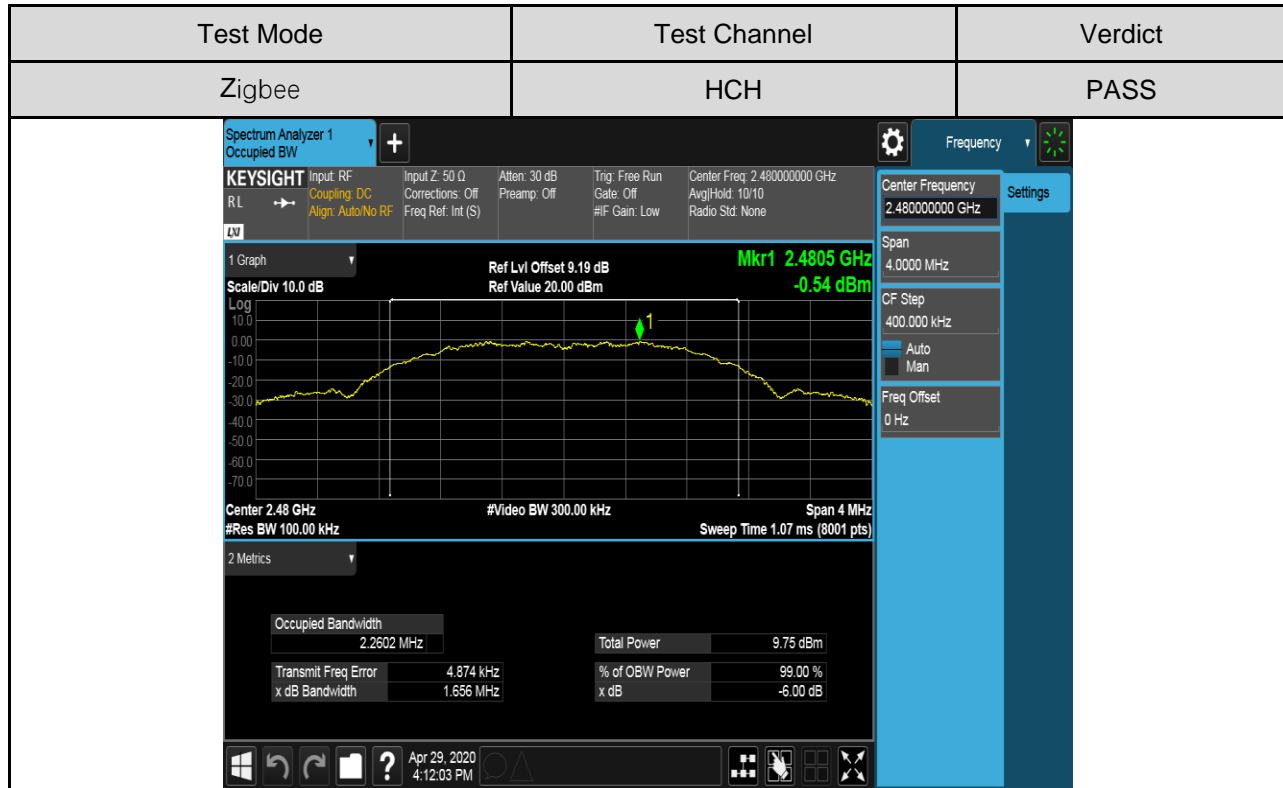 Test Mode Test Channel Verdict
Zigbee HCH PASS
Spectrum Analyzer 1
Occupied BW
+
Frequency
KEYSIGHT Input: RF Input Z: 50 Ω Atten: 30 dB Trig: Free Run Center Freq: 2.480000000 GHz
RL Coupling: DC Corrections: Off Preamp: Off Gate: Off Avg|Hold: 10/10
Align: Auto/No RF Freq Ref: Int (S) #IF Gain: Low Radio Std: None
LXI
Center Frequency
2.480000000 GHz
Settings
Span
4.0000 MHz
CF Step
400.000 kHz
Auto
Man
Freq Offset
0 Hz
1 Graph
Ref Lvl Offset 9.19 dB
Mkr1 2.4805 GHz
Scale/Div 10.0 dB Ref Value 20.00 dBm -0.54 dBm
Log
10.0
0.00
-10.0
-20.0
-30.0
-40.0
-50.0
-60.0
-70.0
1
Center 2.48 GHz #Video BW 300.00 kHz Span 4 MHz
#Res BW 100.00 kHz Sweep Time 1.07 ms (8001 pts)
2 Metrics
Occupied Bandwidth
2.2602 MHz
Total Power 9.75 dBm
Transmit Freq Error 4.874 kHz % of OBW Power 99.00 %
x dB Bandwidth 1.656 MHz x dB -6.00 dB
? Apr 29, 2020
4:12:03 PM